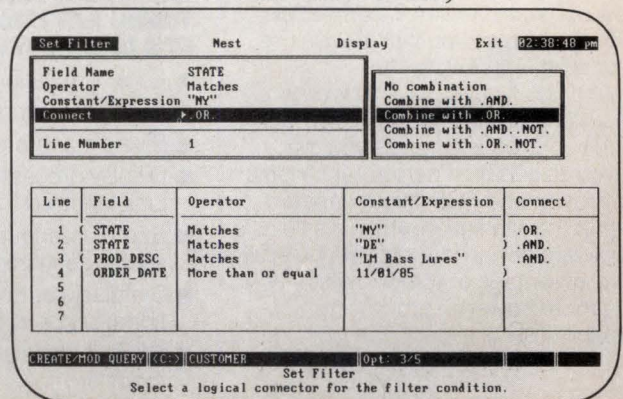 Set Filter Nest Display Exit 02:38:48 pm
Field Name STATE
Operator Matches
Constant/Expression "NY"
Connect ▶.OR.
Line Number 1
No combination
Combine with .AND.
Combine with .OR.
Combine with .AND..NOT.
Combine with .OR..NOT.
Line Field Operator Constant/Expression Connect
1 ( STATE Matches "NY" .OR.
2 | STATE Matches "DE" ) .AND.
3 ( PROD_DESC Matches "LM Bass Lures" | .AND.
4 | ORDER_DATE More than or equal 11/01/85 )
5
6
7
CREATE/MOD QUERY <C:> CUSTOMER Opt: 3/5
Set Filter
Select a logical connector for the filter condition.